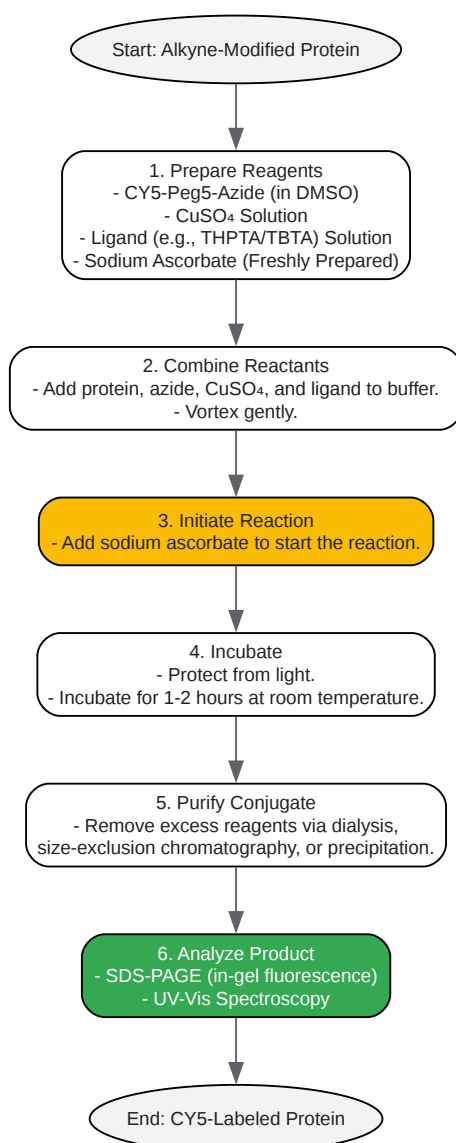 Start: Alkyne-Modified Protein
1. Prepare Reagents
- CY5-Peg5-Azide (in DMSO)
- CuSO₄ Solution
- Ligand (e.g., THPTA/TBTA) Solution
- Sodium Ascorbate (Freshly Prepared)
2. Combine Reactants
- Add protein, azide, CuSO₄, and ligand to buffer.
- Vortex gently.
3. Initiate Reaction
- Add sodium ascorbate to start the reaction.
4. Incubate
- Protect from light.
- Incubate for 1-2 hours at room temperature.
5. Purify Conjugate
- Remove excess reagents via dialysis,
size-exclusion chromatography, or precipitation.
6. Analyze Product
- SDS-PAGE (in-gel fluorescence)
- UV-Vis Spectroscopy
End: CY5-Labeled Protein